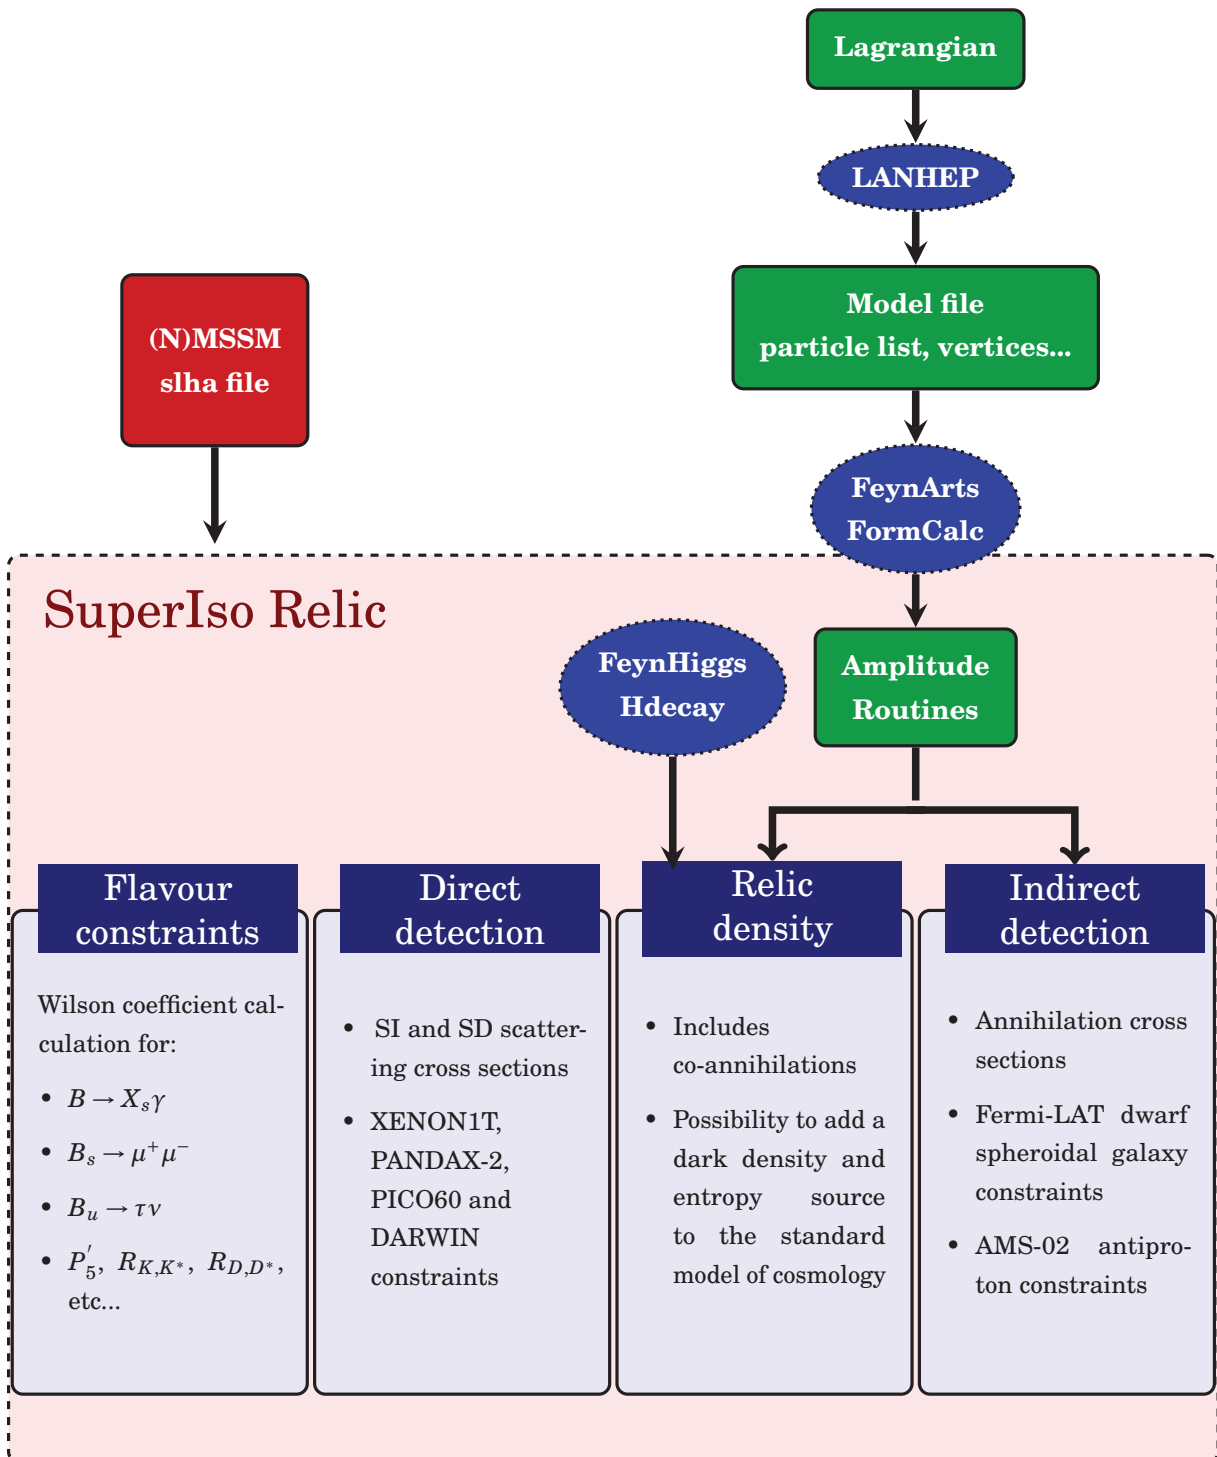 Lagrangian
LANHEP
Model file
particle list, vertices...
(N)MSSM
slha file
FeynArts
FormCalc
SuperIso Relic
FeynHiggs
Hdecay
Amplitude
Routines
Flavour
constraints
Wilson coefficient cal-
culation for:
• B → X_sγ
• B_s → μ⁺μ⁻
• B_u → τν
• P′_5, R_{K,K*}, R_{D,D*},
etc...
Direct
detection
• SI and SD scatter-
ing cross sections
• XENON1T,
PANDAX-2,
PICO60 and
DARWIN
constraints
Relic
density
• Includes
co-annihilations
• Possibility to add a
dark density and
entropy source
to the standard
model of cosmology
Indirect
detection
• Annihilation cross
sections
• Fermi-LAT dwarf
spheroidal galaxy
constraints
• AMS-02 antipro-
ton constraints